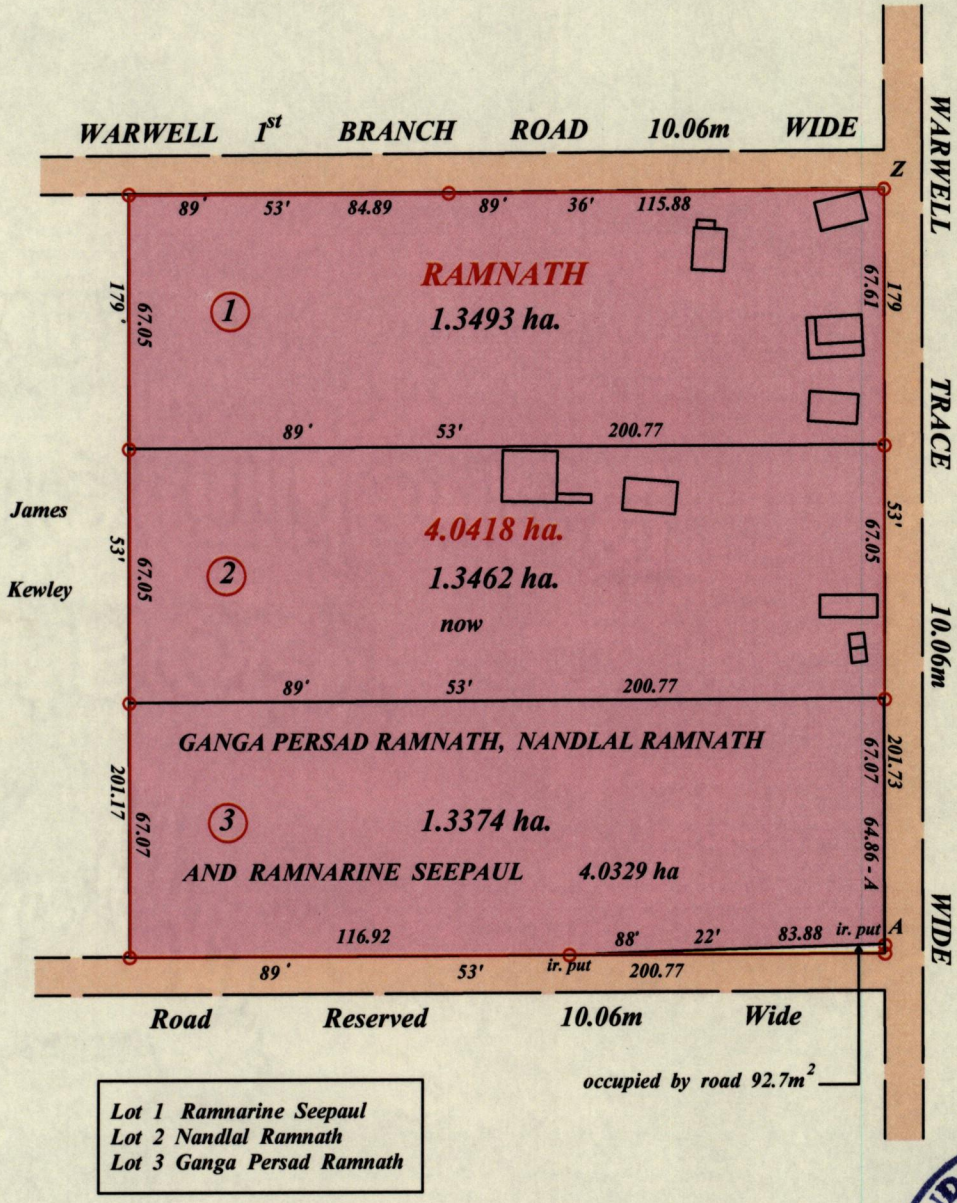 WARWELL 1st BRANCH ROAD 10.06m WIDE
Z
89' 53' 84.89 89' 36' 115.88
WARWELL TRACE 10.06m WIDE
RAMNATH
1
1.3493 ha.
179'
67.05
67.61
179
89' 53' 200.77
James
Kewley
53'
67.05
4.0418 ha.
2
1.3462 ha.
now
67.05
53'
89' 53' 200.77
GANGA PERSAD RAMNATH, NANDLAL RAMNATH
201.17
67.07
3
1.3374 ha.
AND RAMNARINE SEEPAUL 4.0329 ha
67.07
64.86 - A
201.73
116.92 88' 22' 83.88 ir. put A
89' 53' ir. put 200.77
Road Reserved 10.06m Wide
occupied by road 92.7m2
Lot 1 Ramnarine Seepaul
Lot 2 Nandlal Ramnath
Lot 3 Ganga Persad Ramnath